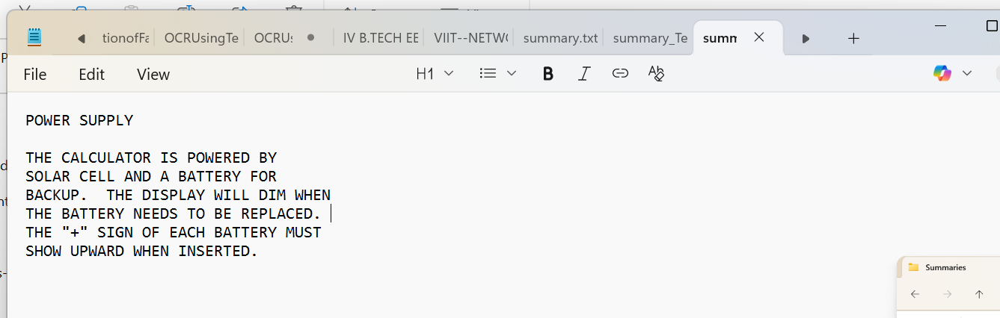 tionofFa OCRUsingTe OCRU: IV B.TECH EE VIIT--NETW summary.txt summary_Te summ
File Edit View H1 B I
POWER SUPPLY
THE CALCULATOR IS POWERED BY
SOLAR CELL AND A BATTERY FOR
BACKUP.  THE DISPLAY WILL DIM WHEN
THE BATTERY NEEDS TO BE REPLACED.
THE "+" SIGN OF EACH BATTERY MUST
SHOW UPWARD WHEN INSERTED.
Summaries